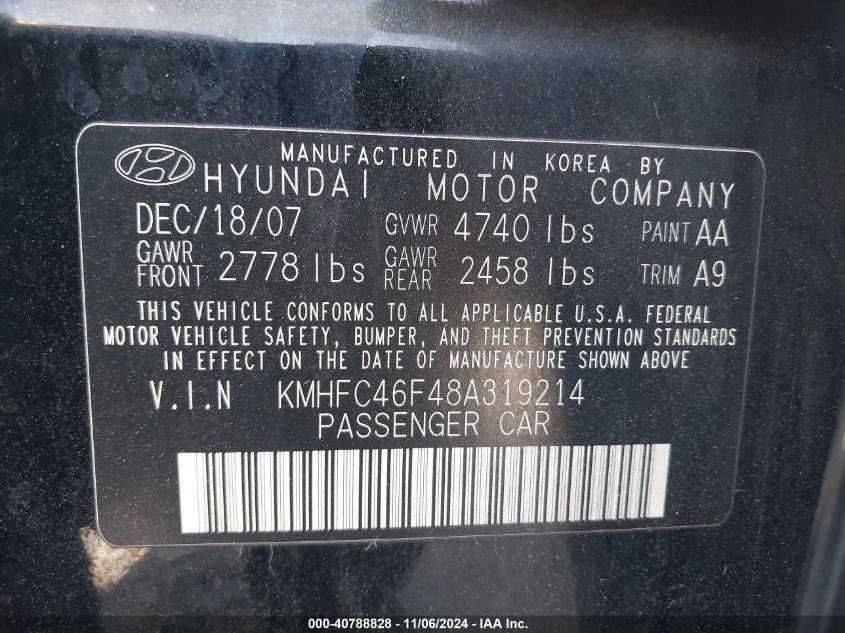 MANUFACTURED IN KOREA BY
HYUNDAI MOTOR COMPANY
DEC/18/07 GVWR 4740 lbs PAINT AA
GAWR FRONT 2778 lbs GAWR REAR 2458 lbs TRIM A9
THIS VEHICLE CONFORMS TO ALL APPLICABLE U.S.A. FEDERAL
MOTOR VEHICLE SAFETY, BUMPER, AND THEFT PREVENTION STANDARDS
IN EFFECT ON THE DATE OF MANUFACTURE SHOWN ABOVE
V.I.N KMHFC46F48A319214
PASSENGER CAR
000-40788828 - 11/06/2024 - IAA Inc.